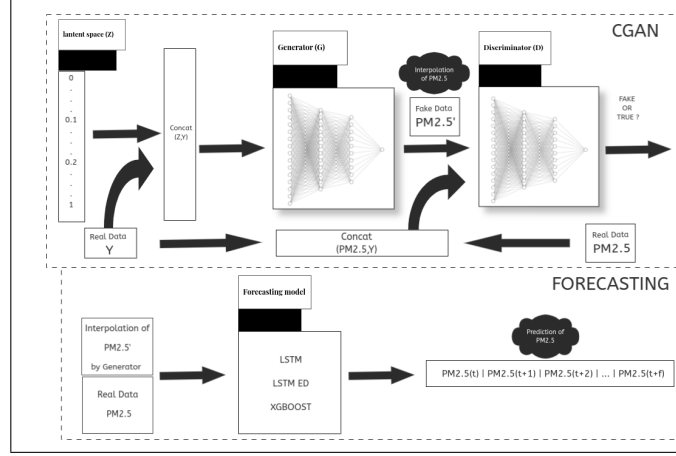 CGAN
lantent space (Z)
0
.
.
.
0.1
.
.
.
0.2
.
.
.
1
Concat
(Z,Y)
Generator (G)
Interpolation
of PM2.5
Fake Data
PM2.5'
Discriminator (D)
FAKE
OR
TRUE ?
Real Data
Y
Concat
(PM2.5,Y)
Real Data
PM2.5
FORECASTING
Interpolation of
PM2.5'
by Generator
Real Data
PM2.5
Forecasting model
LSTM
LSTM ED
XGBOOST
Prediction of
PM2.5
PM2.5(t) | PM2.5(t+1) | PM2.5(t+2) | ... | PM2.5(t+f)